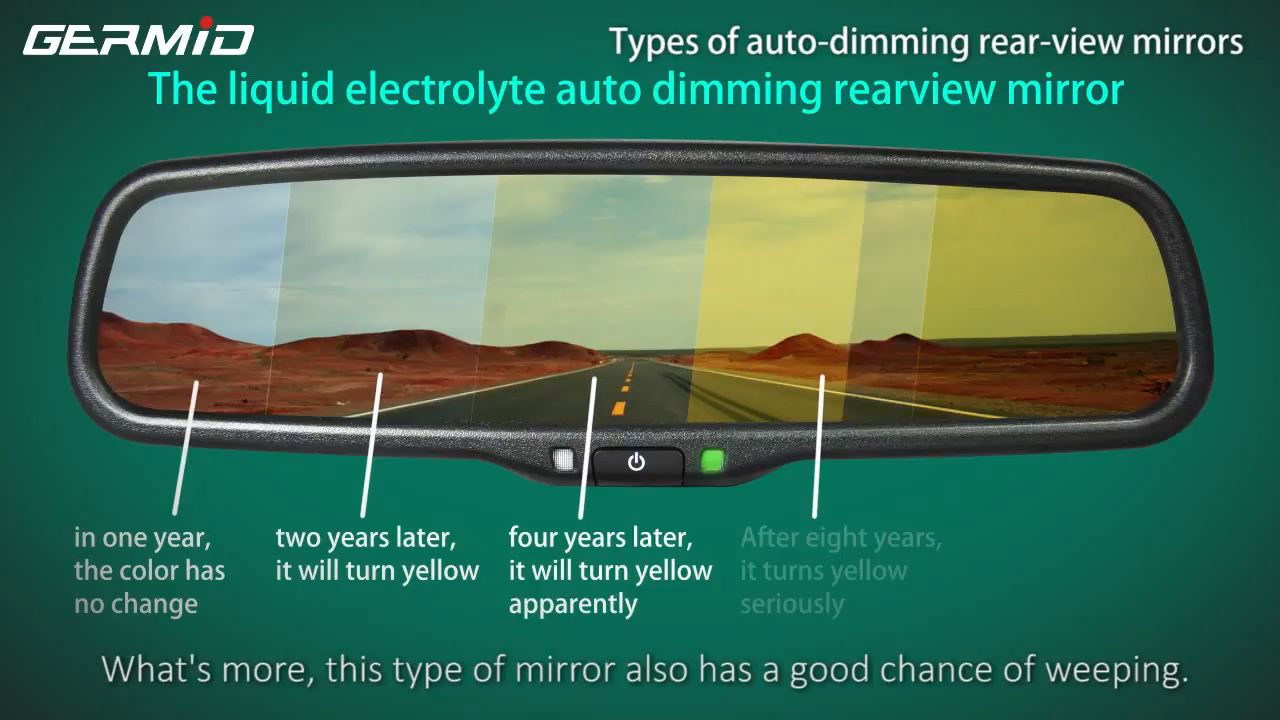 GERMID
Types of auto-dimming rear-view mirrors
The liquid electrolyte auto dimming rearview mirror
in one year,
the color has
no change
two years later,
it will turn yellow
four years later,
it will turn yellow
apparently
After eight years,
it turns yellow
seriously
What's more, this type of mirror also has a good chance of weeping.